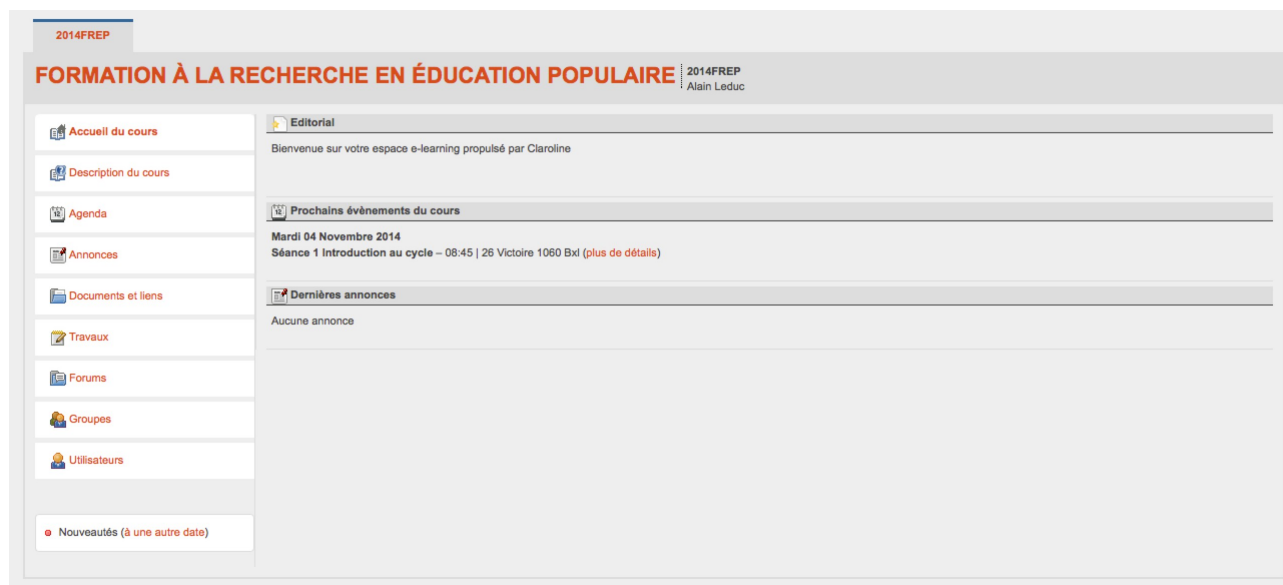 2014FREP
FORMATION À LA RECHERCHE EN ÉDUCATION POPULAIRE
2014FREP
Alain Leduc
Accueil du cours
Description du cours
Agenda
Annonces
Documents et liens
Travaux
Forums
Groupes
Utilisateurs
Nouveautés (à une autre date)
Editorial
Bienvenue sur votre espace e-learning propulsé par Claroline
Prochains évènements du cours
Mardi 04 Novembre 2014
Séance 1 Introduction au cycle – 08:45 | 26 Victoire 1060 Bxl (plus de détails)
Dernières annonces
Aucune annonce